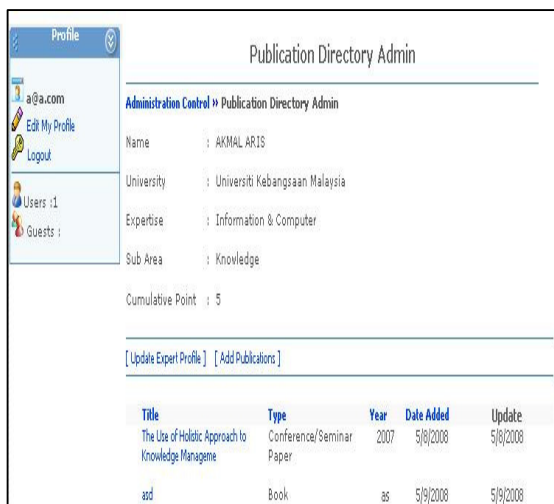 Profile
a@a.com
Edit My Profile
Logout
Users :1
Guests :
Publication Directory Admin
Administration Control » Publication Directory Admin
Name : AKMAL ARIS
University : Universiti Kebangsaan Malaysia
Expertise : Information & Computer
Sub Area : Knowledge
Cumulative Point : 5
[ Update Expert Profile ] [ Add Publications ]
Title Type Year Date Added Update
The Use of Holistic Approach to Conference/Seminar 2007 5/8/2008 5/8/2008
Knowledge Manageme Paper
asd Book as 5/9/2008 5/9/2008